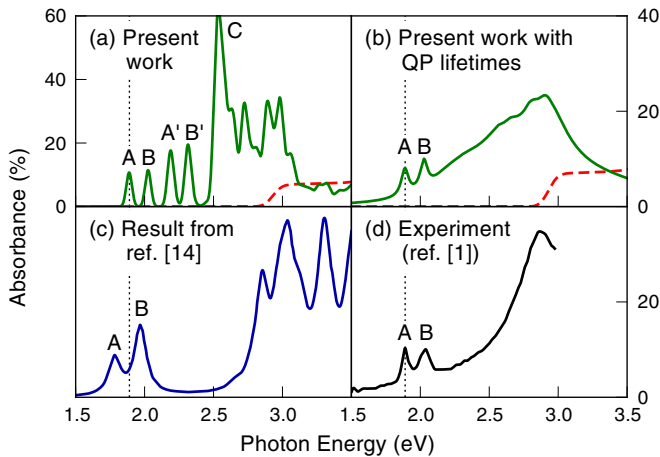 60
40
20
0
(a) Present
work
C
A
B
A'
B'
(b) Present work with
QP lifetimes
A
B
40
20
0
(c) Result from
ref. [14]
A
B
(d) Experiment
(ref. [1])
A
B
20
0
Absorbance (%)
1.5
2.0
2.5
3.0
1.5
2.0
2.5
3.0
3.5
Photon Energy (eV)